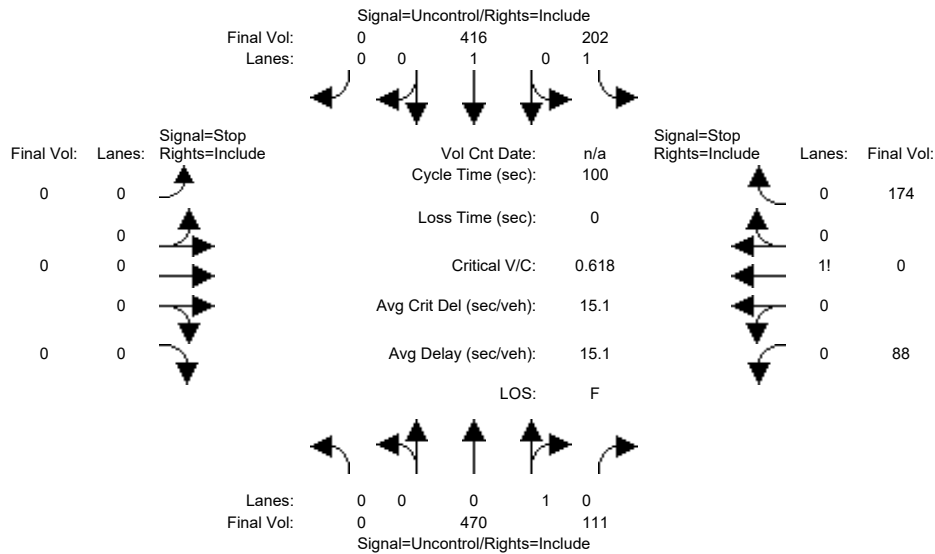 Signal=Uncontrol/Rights=Include
Final Vol: 0 416 202
Lanes: 0 0 1 0 1
Signal=Stop
Final Vol: Lanes: Rights=Include
Vol Cnt Date: n/a
Signal=Stop
Rights=Include Lanes: Final Vol:
Cycle Time (sec): 100
0 0
0 174
Loss Time (sec): 0
0
0
0 0
Critical V/C: 0.618
1! 0
0
Avg Crit Del (sec/veh): 15.1
0
0 0
Avg Delay (sec/veh): 15.1
0 88
LOS: F
Lanes: 0 0 0 1 0
Final Vol: 0 470 111
Signal=Uncontrol/Rights=Include